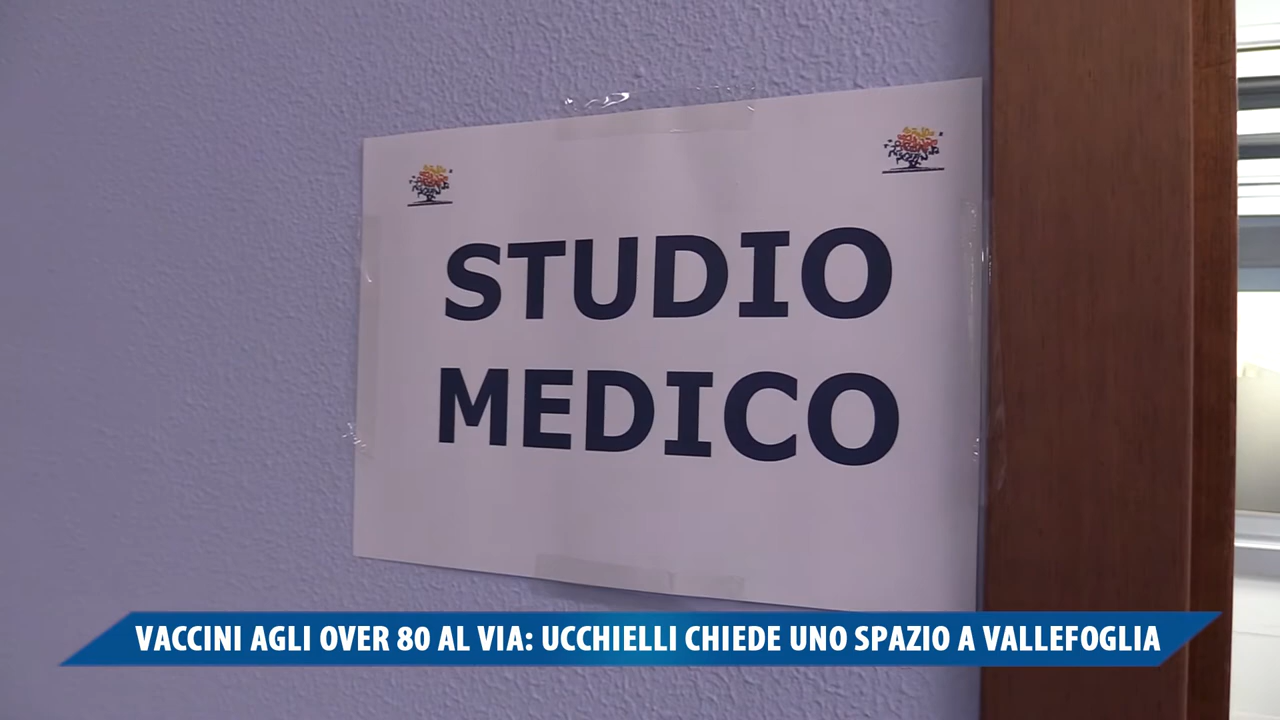 STUDIO
MEDICO
VACCINI AGLI OVER 80 AL VIA: UCCHIELLI CHIEDE UNO SPAZIO A VALLEFOGLIA